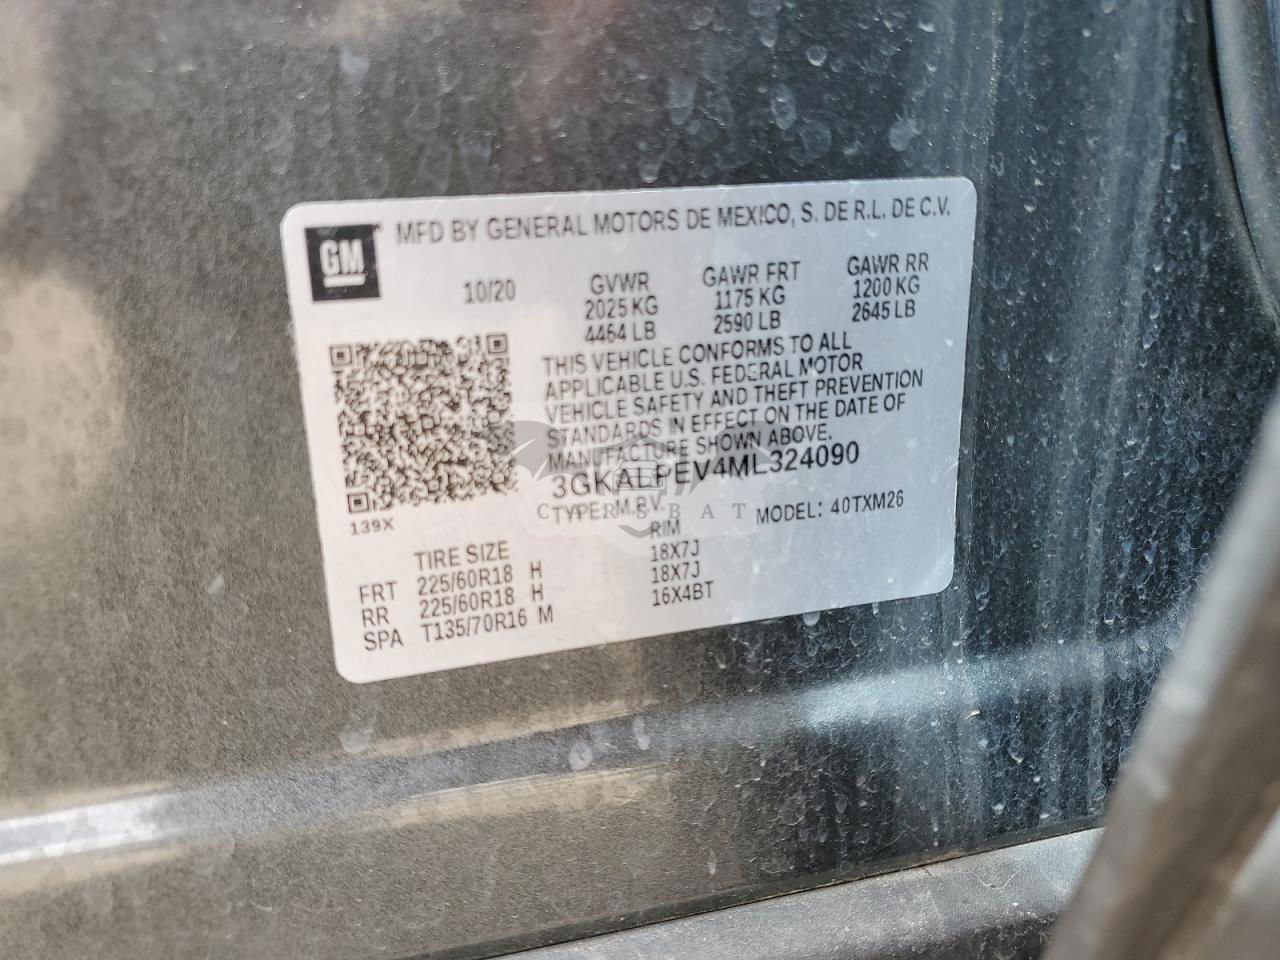 GM
MFD BY GENERAL MOTORS DE MEXICO, S. DE R.L. DE C.V.
10/20 GVWR GAWR FRT GAWR RR
2025 KG 1175 KG 1200 KG
4464 LB 2590 LB 2645 LB
THIS VEHICLE CONFORMS TO ALL
APPLICABLE U.S. FEDERAL MOTOR
VEHICLE SAFETY AND THEFT PREVENTION
STANDARDS IN EFFECT ON THE DATE OF
MANUFACTURE SHOWN ABOVE.
3GKALPEV4ML324090
TYPE: M.P.V. MODEL: 40TXM26
139X
TIRE SIZE RIM
FRT 225/60R18 H 18X7J
RR 225/60R18 H 18X7J
SPA T135/70R16 M 16X4BT